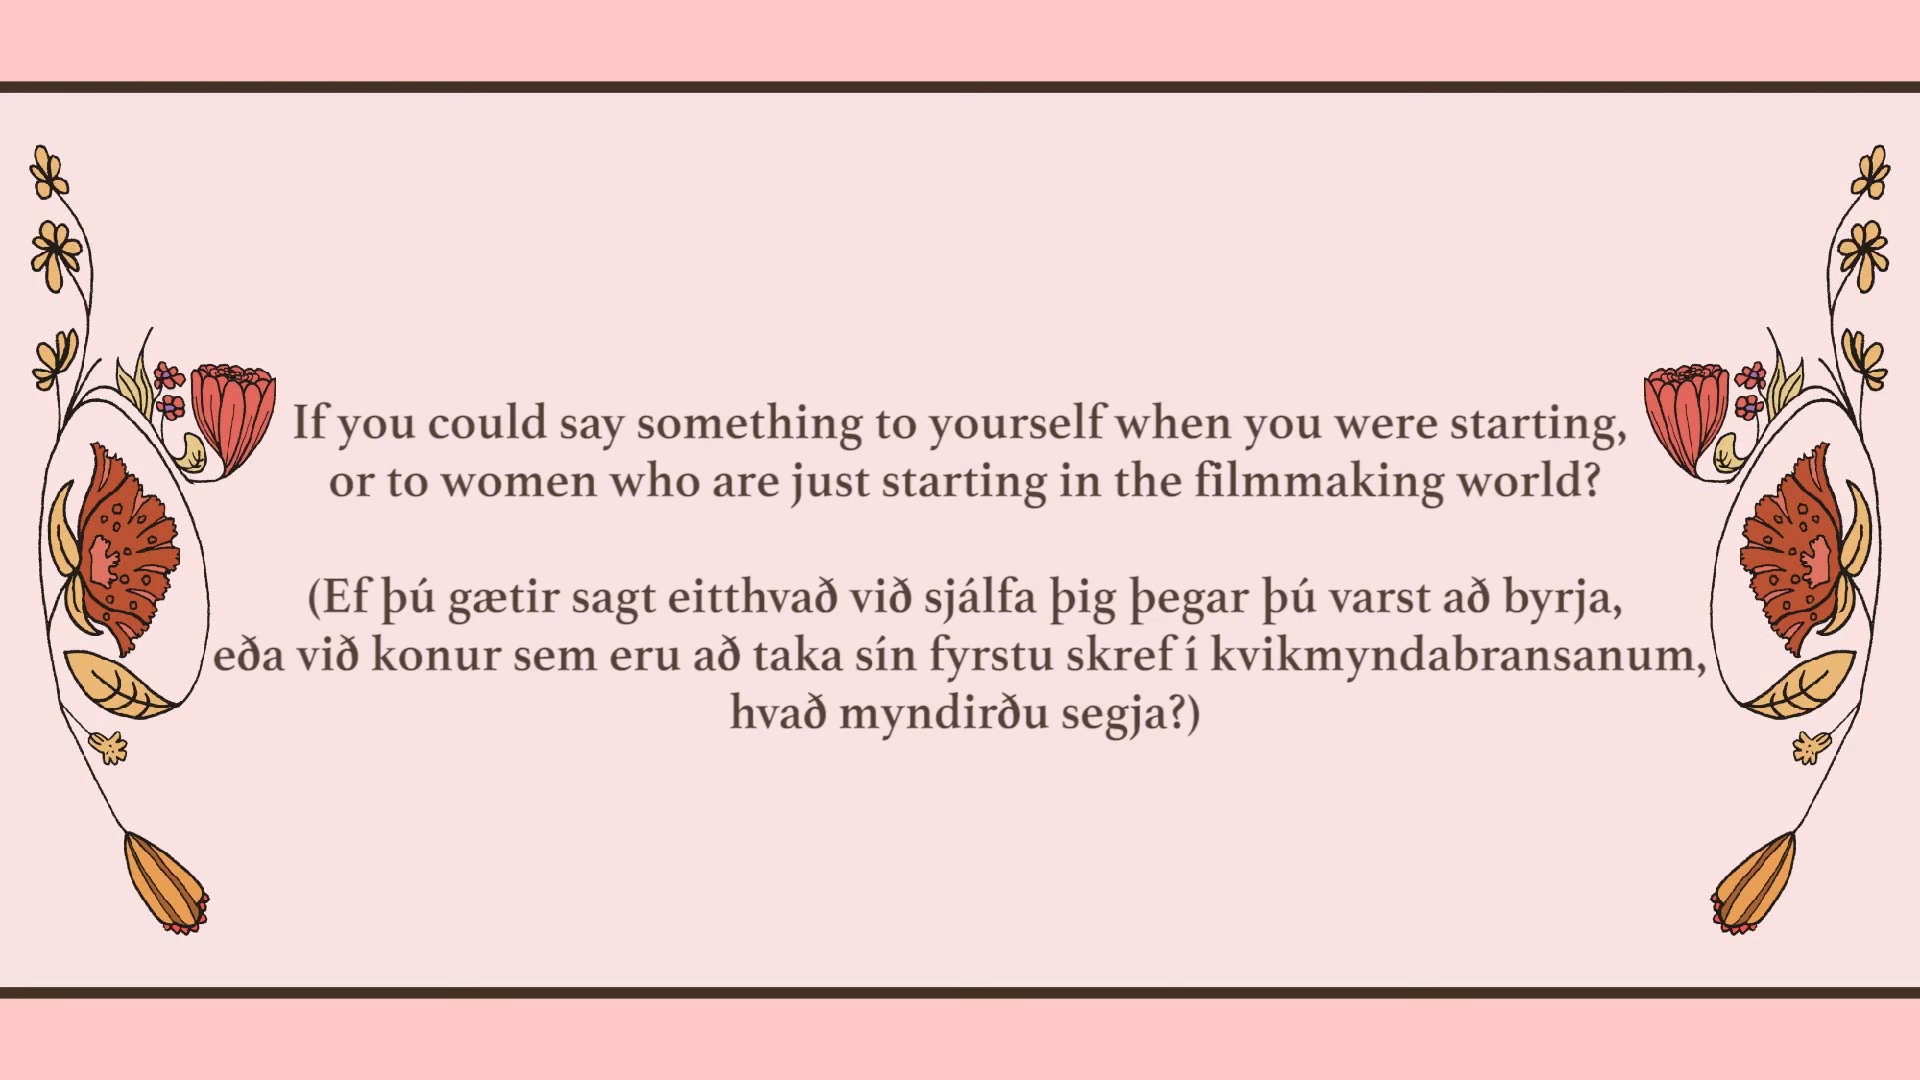 If you could say something to yourself when you were starting,
or to women who are just starting in the filmmaking world?
(Ef þú gætir sagt eitthvað við sjálfa þig þegar þú varst að byrja,
eða við konur sem eru að taka sín fyrstu skref í kvikmyndabransanum,
hvað myndirðu segja?)